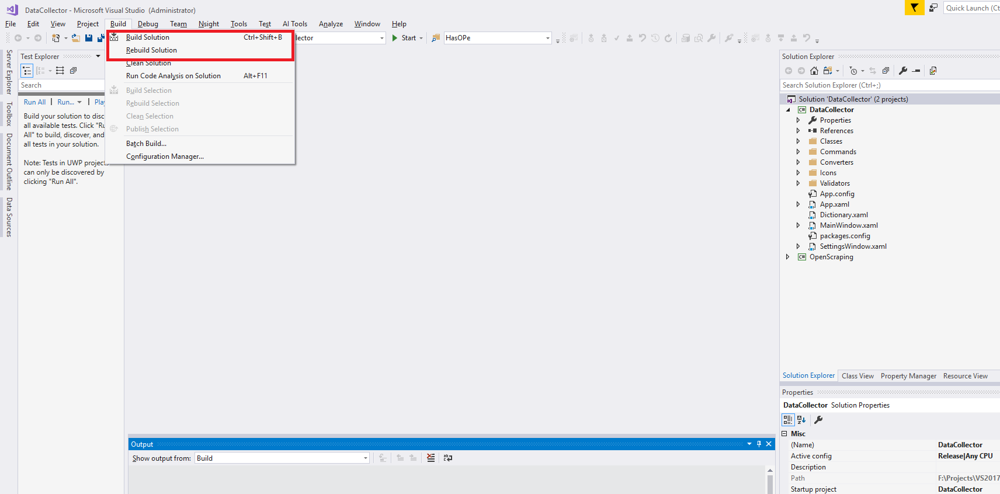 DataCollector - Microsoft Visual Studio (Administrator)
Quick Launch (Ct
File Edit View Project Build Debug Team Nsight Tools Test AI Tools Analyze Window Help
lector Start HasOPe
Build Solution Ctrl+Shift+B
Rebuild Solution
Clean Solution
Run Code Analysis on Solution Alt+F11
Build Selection
Rebuild Selection
Clean Selection
Publish Selection
Batch Build...
Configuration Manager...
Server Explorer
Toolbox
Document Outline
Data Sources
Test Explorer
Search
Run All | Run... | Play
Build your solution to disc
all available tests. Click "Ru
All" to build, discover, and
all tests in your solution.
Note: Tests in UWP projects
can only be discovered by
clicking "Run All".
Output
Show output from: Build
Solution Explorer
Search Solution Explorer (Ctrl+;)
Solution 'DataCollector' (2 projects)
C# DataCollector
Properties
References
Classes
Commands
Converters
Icons
Validators
App.config
App.xaml
Dictionary.xaml
MainWindow.xaml
packages.config
SettingsWindow.xaml
C# OpenScraping
Solution Explorer Class View Property Manager Resource View
Properties
DataCollector Solution Properties
Misc
(Name) DataCollector
Active config Release|Any CPU
Description
Path F:\Projects\VS2017
Startup project DataCollector